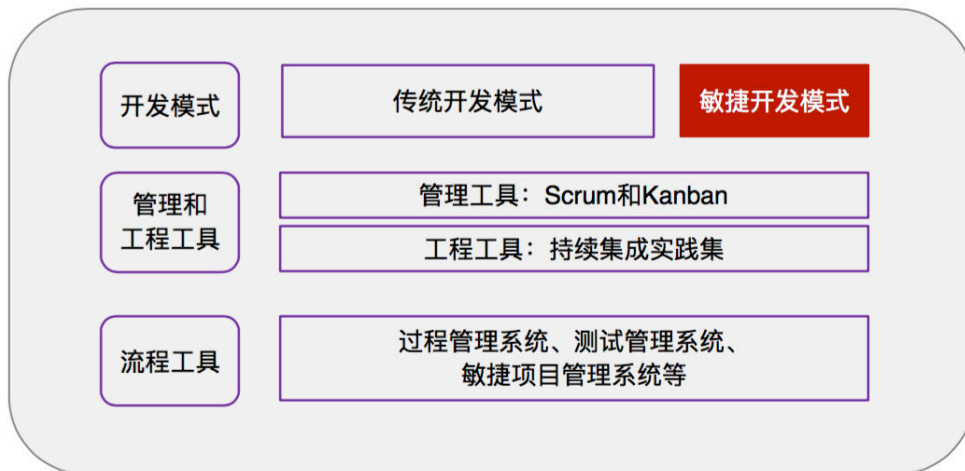 开发模式
传统开发模式
敏捷开发模式
管理和
工程工具
管理工具：Scrum和Kanban
工程工具：持续集成实践集
流程工具
过程管理系统、测试管理系统、
敏捷项目管理系统等